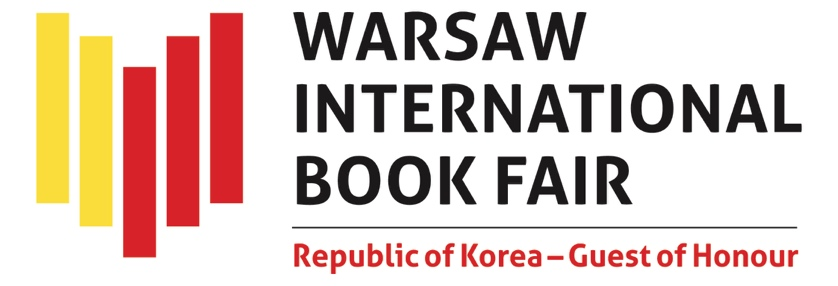 WARSAW
INTERNATIONAL
BOOK FAIR
Republic of Korea – Guest of Honour